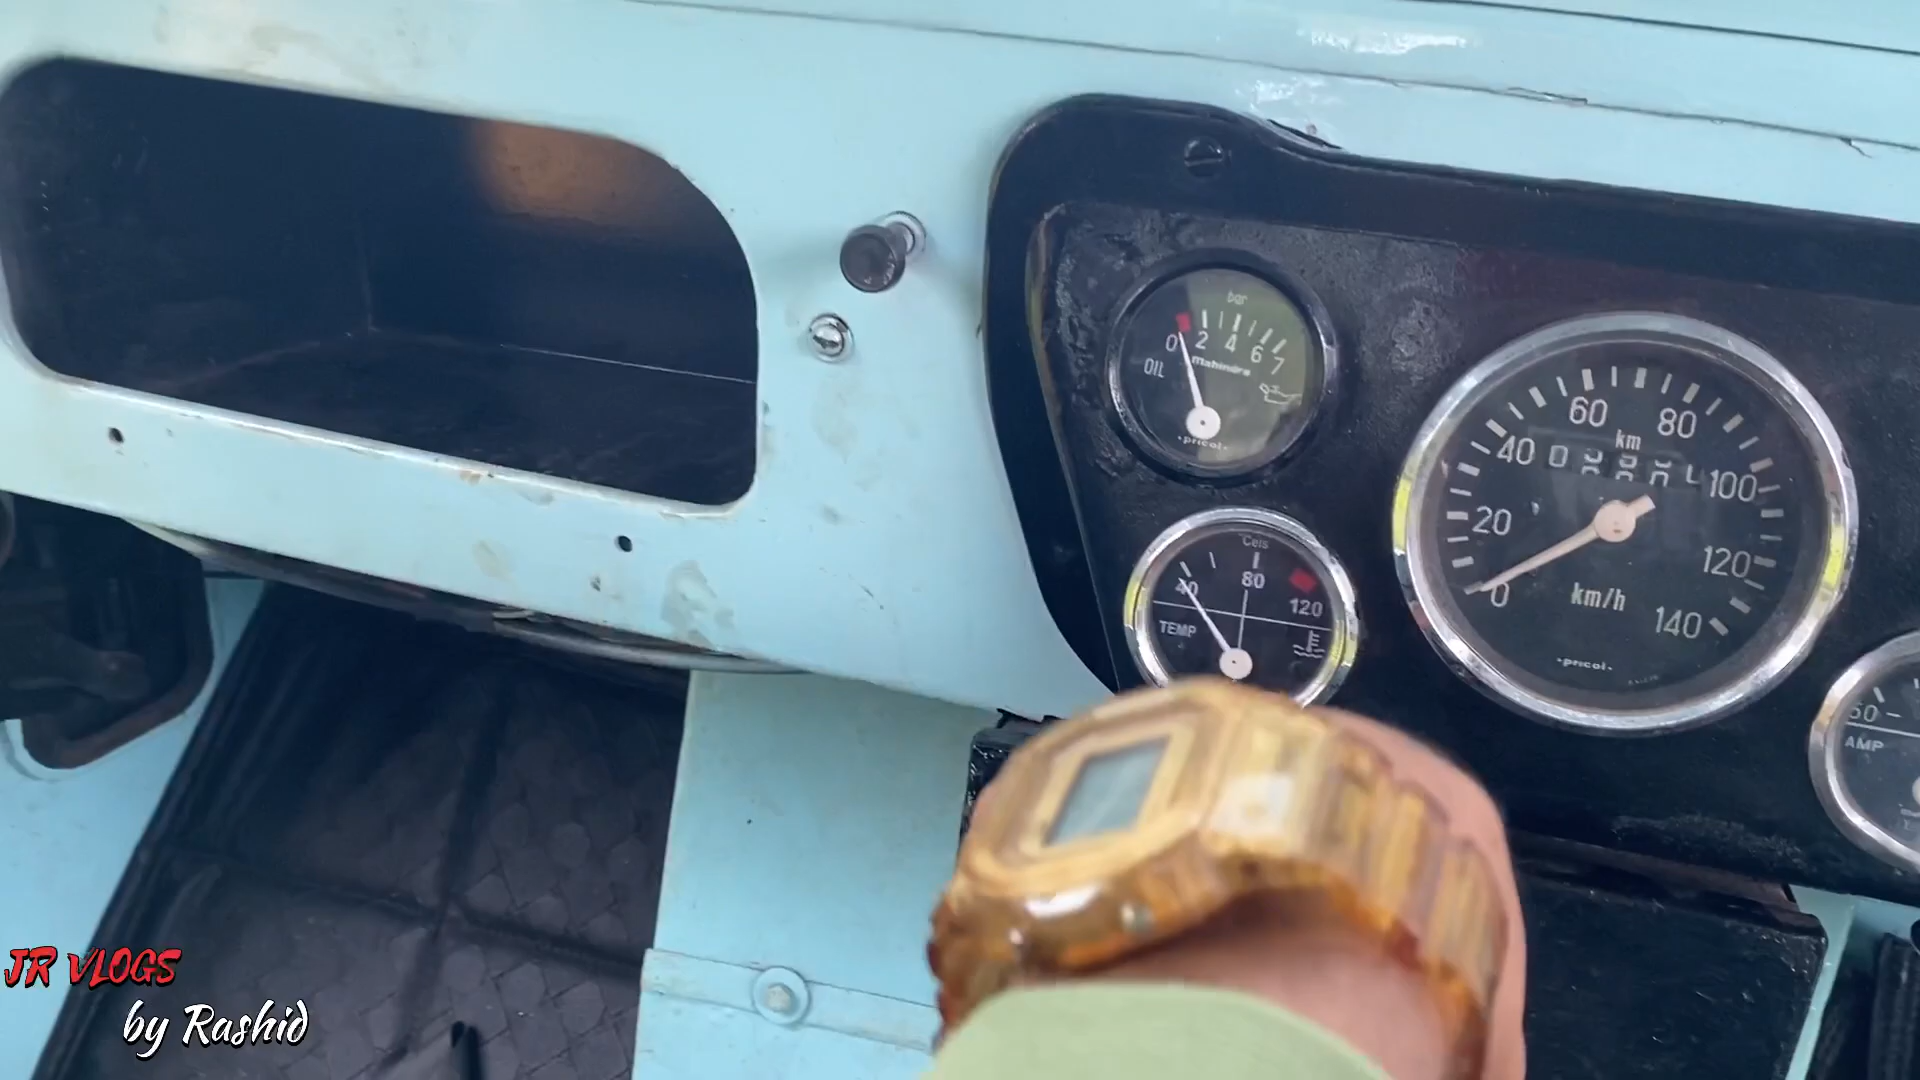 bar
0 2 4 6 7
mahindra
OIL
•pricol•
60 80
km
40 100
20 120
0 km/h 140
•pricol•
°Cels
40 80 120
TEMP
AMP
JR VLOGS
by Rashid